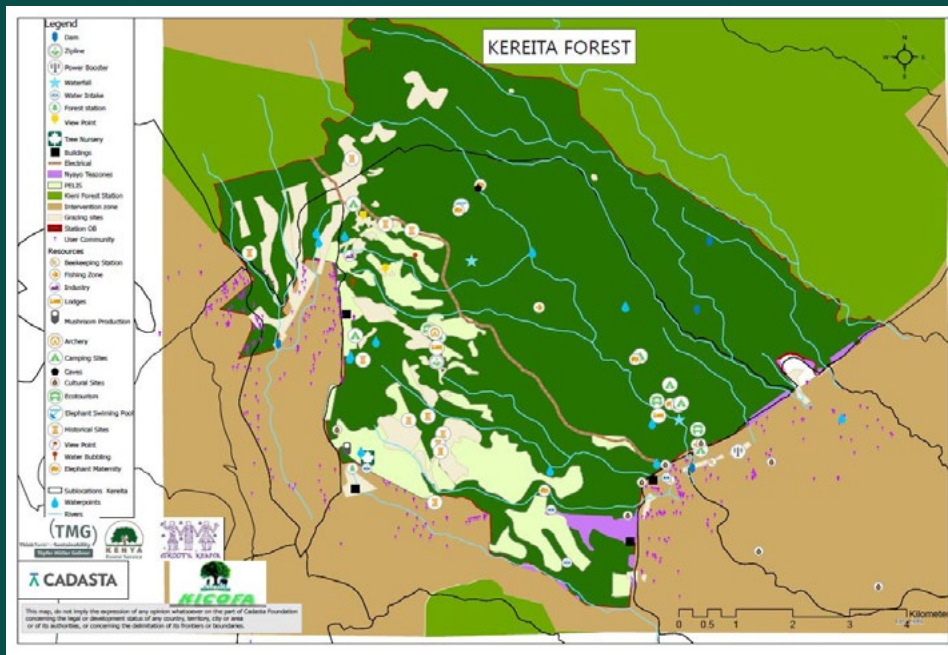 KEREITA FOREST
N
W
E
S
Legend
Dam
Zipline
Power Booster
Waterfall
Water Intake
Forest station
View Point
Tree Nursery
Buildings
Electrical
Nyayo Teazones
PELIS
Kieni Forest Station
Intervention zone
Grazing sites
Station OB
User Community
Resources
Beekeeping Station
Fishing Zone
Industry
Lodges
Mushroom Production
Archery
Camping Sites
Caves
Cultural Sites
Ecotourism
Elephant Swiming Pool
Historical Sites
View Point
Water Bubbling
Elephant Maternity
Sublocations Kereita
Waterpoints
Rivers
TMG
KENYA
CADASTA
KICOFA
This map, do not imply the expression of any opinion whatsoever on the part of Cadasta Foundation
concerning the legal or development status of any country, territory, city or area
or of its authorities, or concerning the delimitation of its frontiers or boundaries.
Kilometer
0 0.5 1 2 3 4